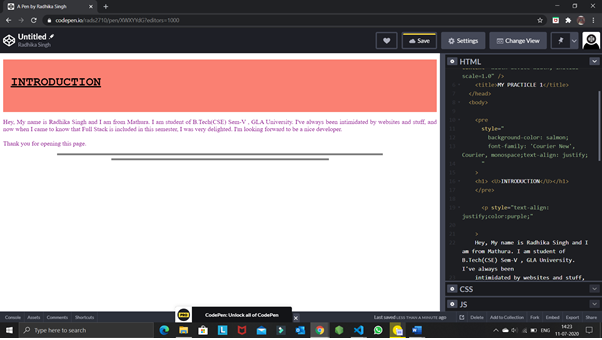 A Pen by Radhika Singh
codepen.io/rads2710/pen/XWXYYdG?editors=1000
Untitled
Radhika Singh
Save
Settings
Change View
INTRODUCTION
Hey, My name is Radhika Singh and I am from Mathura. I am student of B.Tech(CSE) Sem-V , GLA University. I've always been intimidated by websites and stuff, and
now when I came to know that Full Stack is included in this semester, I was very delighted. I'm looking forward to be a nice developer.
Thank you for opening this page.
HTML
scale=1.0" />
<title>MY PRACTICLE 1</title>
</head>
<body>
<pre
style="
background-color: salmon;
font-family: 'Courier New',
Courier, monospace;text-align: justify;
"
>
<h1> <U>INTRODUCTION</U></h1>
</pre>
<p style="text-align:
justify;color:purple;"
>
Hey, My name is Radhika Singh and I
am from Mathura. I am student of
B.Tech(CSE) Sem-V , GLA University.
I've always been
intimidated by websites and stuff,
CSS
JS
CodePen: Unlock all of CodePen
Console Assets Comments Shortcuts
Last saved LESS THAN A MINUTE AGO
Add to Collection Fork Embed Export Share
Type here to search
ENG
14:23
11-07-2020